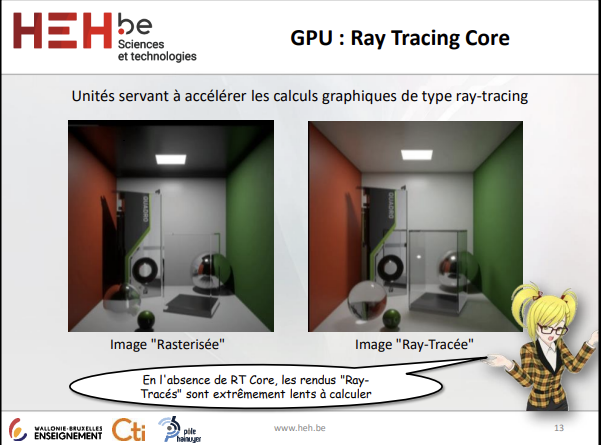 HEH.be
Sciences
et technologies
GPU : Ray Tracing Core
Unités servant à accélérer les calculs graphiques de type ray-tracing
QUADRO
QUADRO
Image "Rasterisée"
Image "Ray-Tracée"
En l'absence de RT Core, les rendus "Ray-
Tracés" sont extrêmement lents à calculer
WALLONIE-BRUXELLES
ENSEIGNEMENT
Cti
pôle
hainuyer
www.heh.be
13